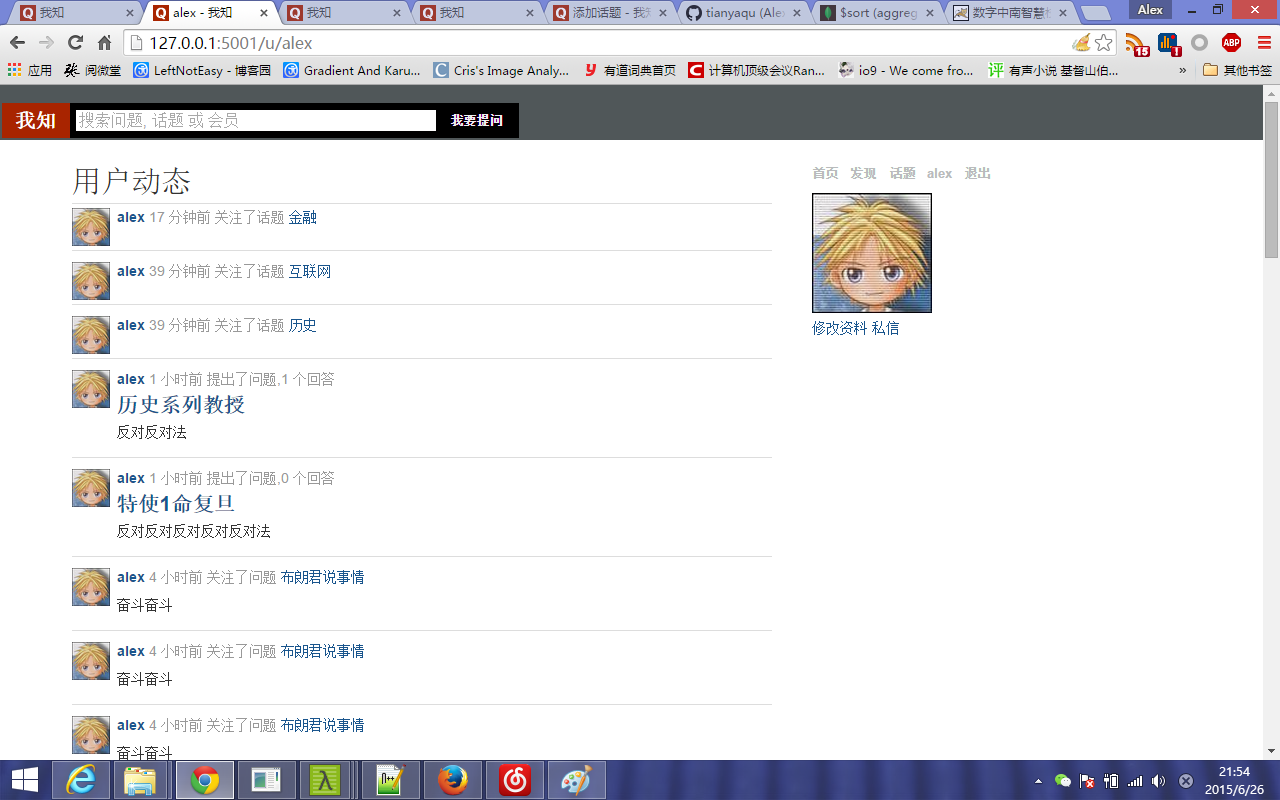 我知
alex - 我知
我知
我知
添加话题 - 我
tianyaqu (Ale
$sort (aggreg
数字中南智慧
Alex
127.0.0.1:5001/u/alex
15
1
ABP
应用
阅微堂
LeftNotEasy - 博客园
Gradient And Karu...
Cris's Image Analy...
有道词典首页
计算机顶级会议Ran...
io9 - We come fro...
评 有声小说 基督山伯...
»
其他书签
我知
搜索问题, 话题 或 会员
我要提问
首页 发现 话题 alex 退出
修改资料 私信
用户动态
alex 17 分钟前 关注了话题 金融
alex 39 分钟前 关注了话题 互联网
alex 39 分钟前 关注了话题 历史
alex 1 小时前 提出了问题,1 个回答
历史系列教授
反对反对法
alex 1 小时前 提出了问题,0 个回答
特使1命复旦
反对反对反对反对反对法
alex 4 小时前 关注了问题 布朗君说事情
奋斗奋斗
alex 4 小时前 关注了问题 布朗君说事情
奋斗奋斗
alex 4 小时前 关注了问题 布朗君说事情
奋斗奋斗
21:54
2015/6/26